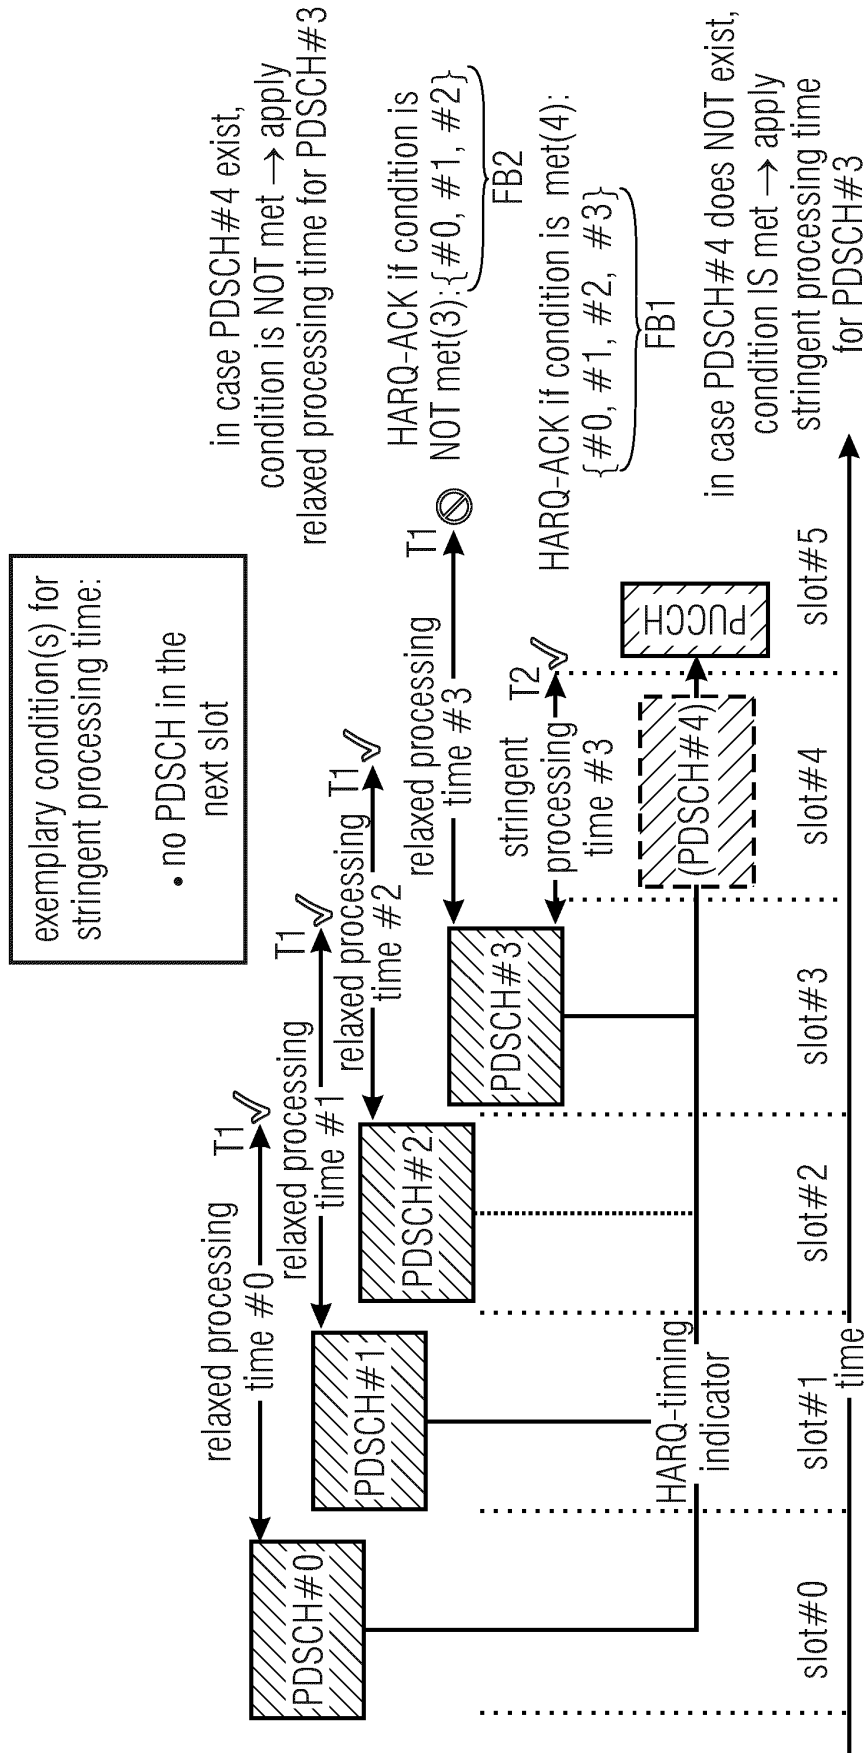 exemplary condition(s) for
stringent processing time:
• no PDSCH in the
next slot
in case PDSCH#4 exist,
condition is NOT met → apply
relaxed processing time for PDSCH#3
relaxed processing
time #0
T1
relaxed processing
time #1
T1
relaxed processing
time #2
T1
relaxed processing
time #3
T1
HARQ-ACK if condition is
NOT met(3):{#0, #1, #2}
FB2
stringent
processing
time #3
T2
HARQ-ACK if condition is met(4):
{#0, #1, #2, #3}
FB1
PDSCH#0
PDSCH#1
PDSCH#2
PDSCH#3
(PDSCH#4)
PUCCH
HARQ-timing
indicator
in case PDSCH#4 does NOT exist,
condition IS met → apply
stringent processing time
for PDSCH#3
slot#0
slot#1
slot#2
slot#3
slot#4
slot#5
time